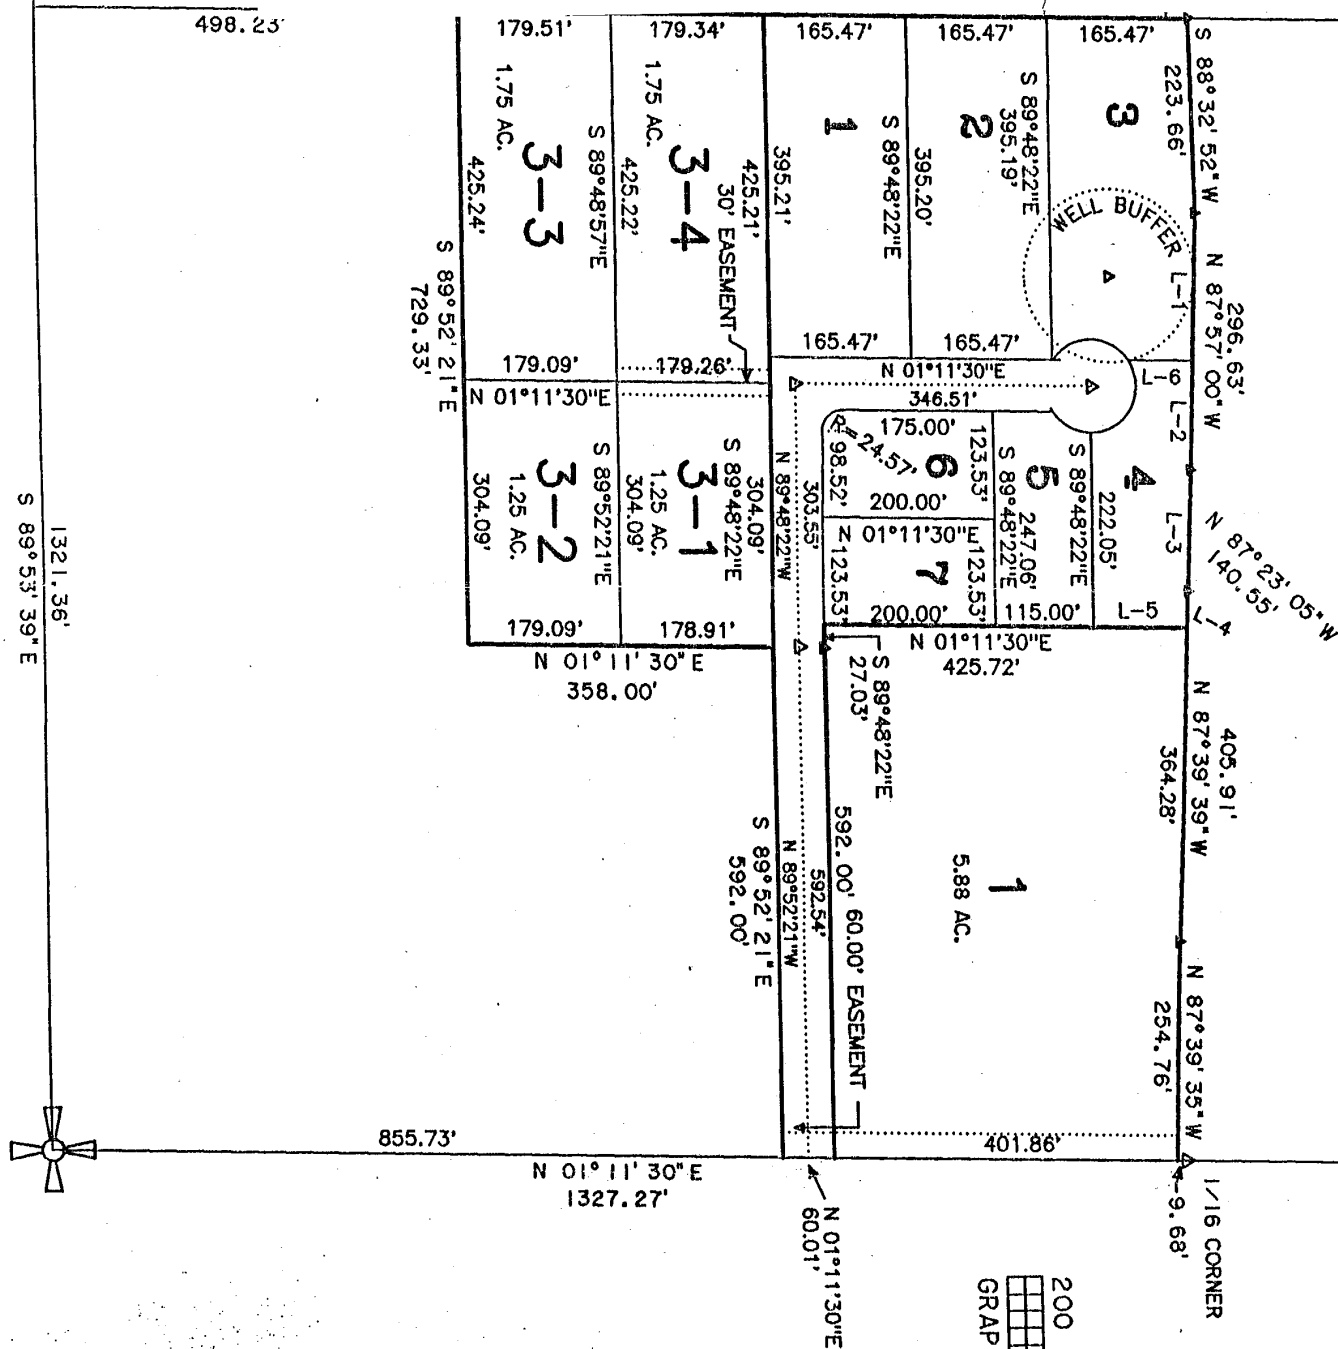 498.23'
179.51'
179.34'
165.47'
165.47'
165.47'
S 88°32'52"W
223.66'
3
S 89°48'22"E
395.19'
2
395.20'
S 89°48'22"E
1
395.21'
425.21'
30' EASEMENT
3-4
1.75 AC.
425.22'
S 89°48'57"E
3-3
1.75 AC.
425.24'
S 89°52'21"E
729.33'
WELL BUFFER
L-1
N 87°57'00"W
296.63'
165.47'
165.47'
179.09'
179.26'
N 01°11'30"E
N 01°11'30"E
346.51'
L-6
L-2
175.00'
R=24.57'
98.52'
6
123.53'
200.00'
5
S 89°48'22"E
247.06'
S 89°48'22"E
4
222.05'
L-3
N 87°23'05"W
140.55'
L-4
L-5
N 01°11'30"E
7
123.53'
123.53'
200.00'
115.00'
N 01°11'30"E
425.72'
303.55'
N 89°48'22"W
304.09'
S 89°48'22"E
3-1
1.25 AC.
304.09'
S 89°52'21"E
3-2
1.25 AC.
304.09'
179.09'
178.91'
N 01°11'30"E
358.00'
S 89°48'22"E
27.03'
N 87°39'39"W
405.91'
364.28'
1
5.88 AC.
592.00'
60.00' EASEMENT
592.54'
N 89°52'21"W
S 89°52'21"E
592.00'
254.76'
N 87°39'35"W
1321.36'
S 89°53'39"E
855.73'
401.86'
N 01°11'30"E
1327.27'
N 01°11'30"E
60.01'
9.68'
1/16 CORNER
200
GRAP